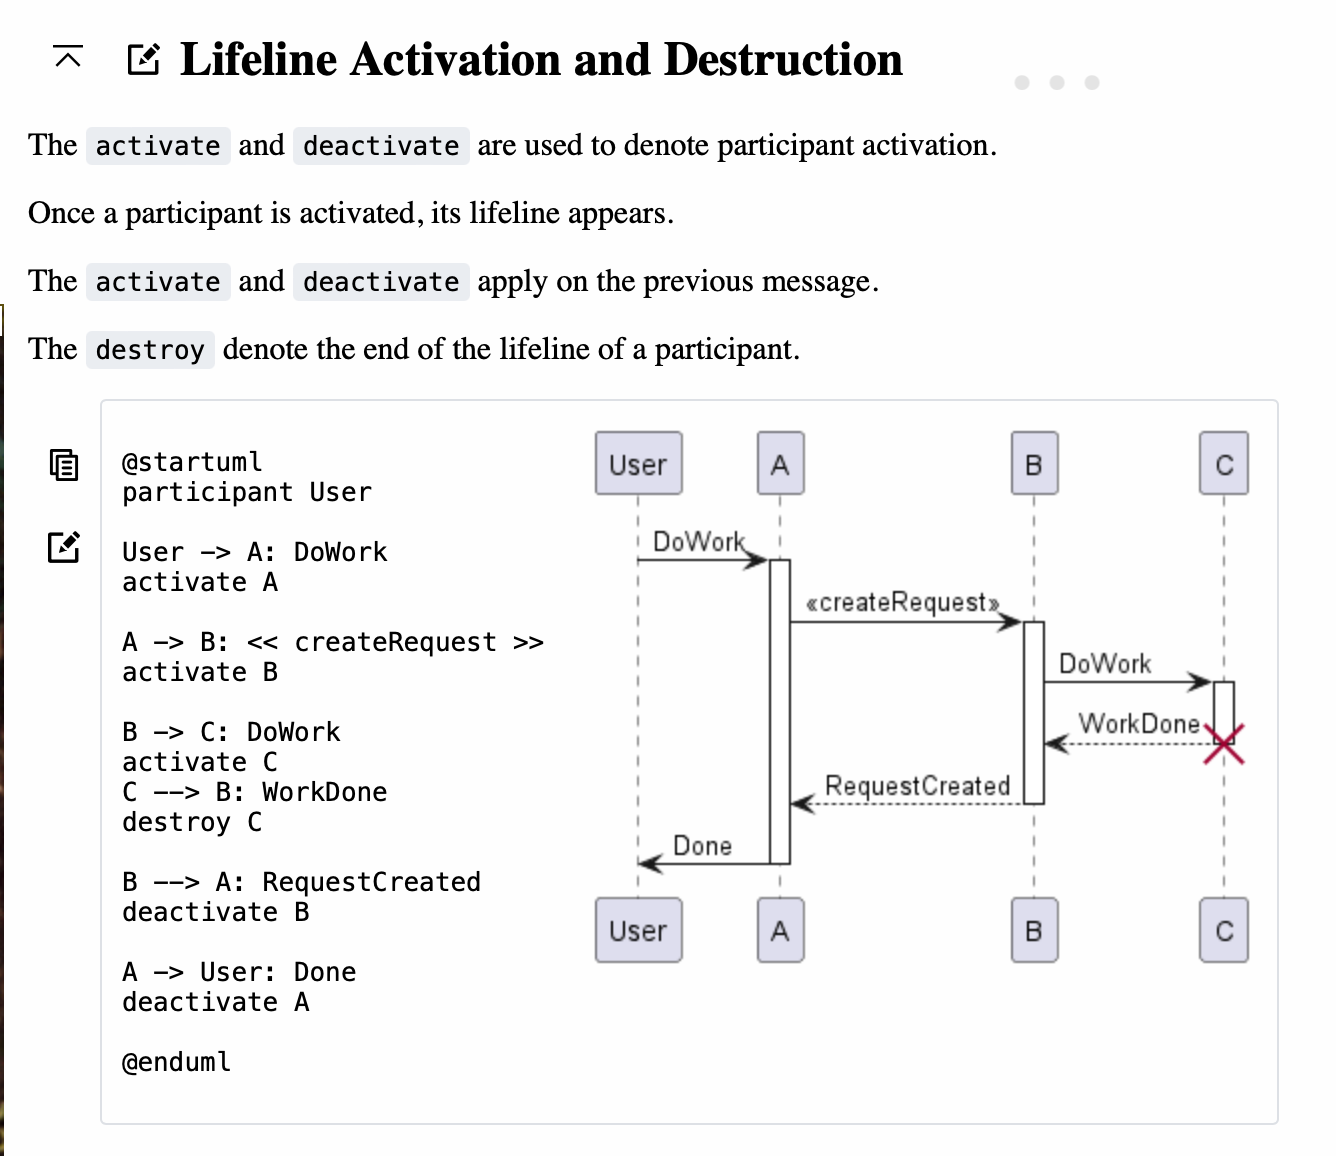 Lifeline Activation and Destruction
The activate and deactivate are used to denote participant activation.
Once a participant is activated, its lifeline appears.
The activate and deactivate apply on the previous message.
The destroy denote the end of the lifeline of a participant.
@startuml
participant User
User -> A: DoWork
activate A
A -> B: << createRequest >>
activate B
B -> C: DoWork
activate C
C --> B: WorkDone
destroy C
B --> A: RequestCreated
deactivate B
A -> User: Done
deactivate A
@enduml
User A B C
DoWork
«createRequest»
DoWork
WorkDone
RequestCreated
Done
User A B C